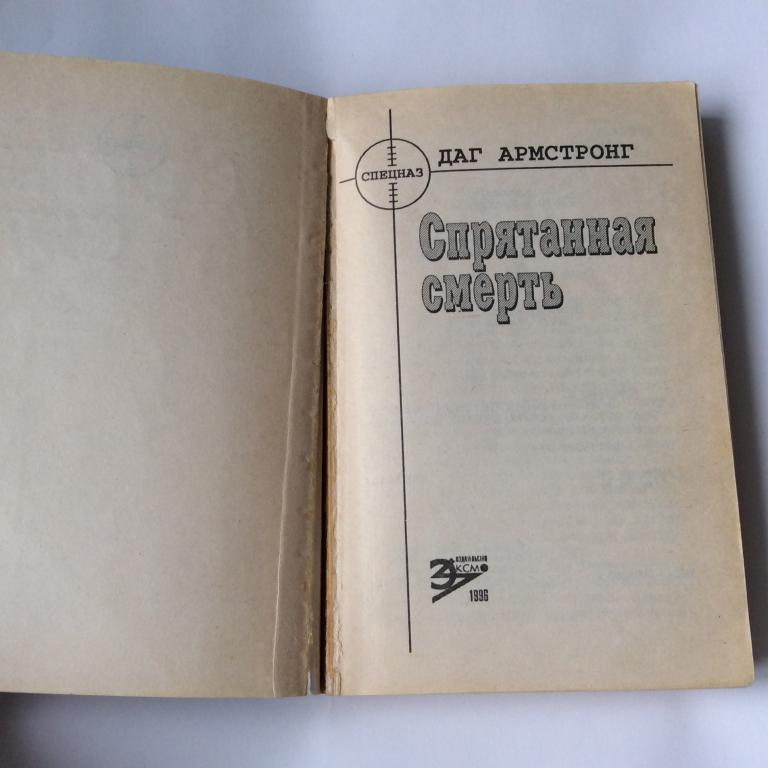 ДАГ АРМСТРОНГ
СПЕЦНАЗ
Спрятанная
смерть
ИЗДАТЕЛЬСТВО
ЭКСМО
1996